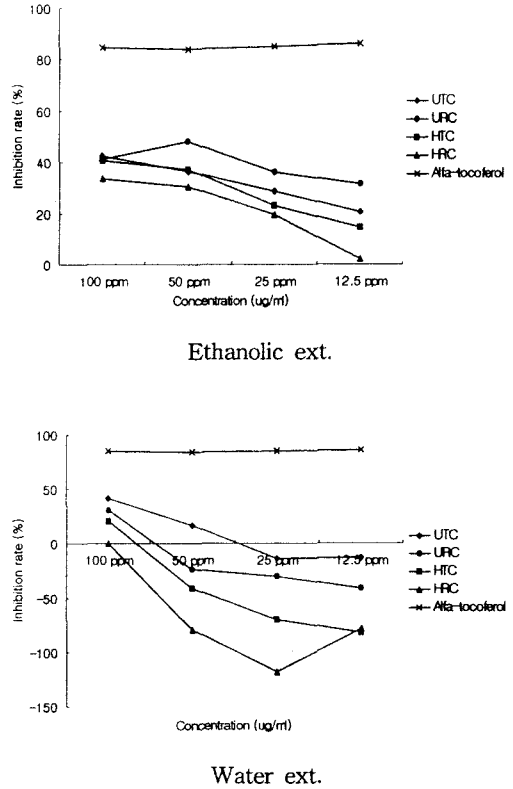 100
80
60
40
20
0
Inhibition rate (%)
100 ppm 50 ppm 25 ppm 12.5 ppm
Concentration (ug/ml)
UTC
URC
HTC
HRC
Alfa-tocoferol
Ethanolic ext.
100
50
0
-50
-100
-150
Inhibition rate (%)
100 ppm 50 ppm 25 ppm 12.5 ppm
Concentration (ug/ml)
UTC
URC
HTC
HRC
Alfa-tocoferol
Water ext.